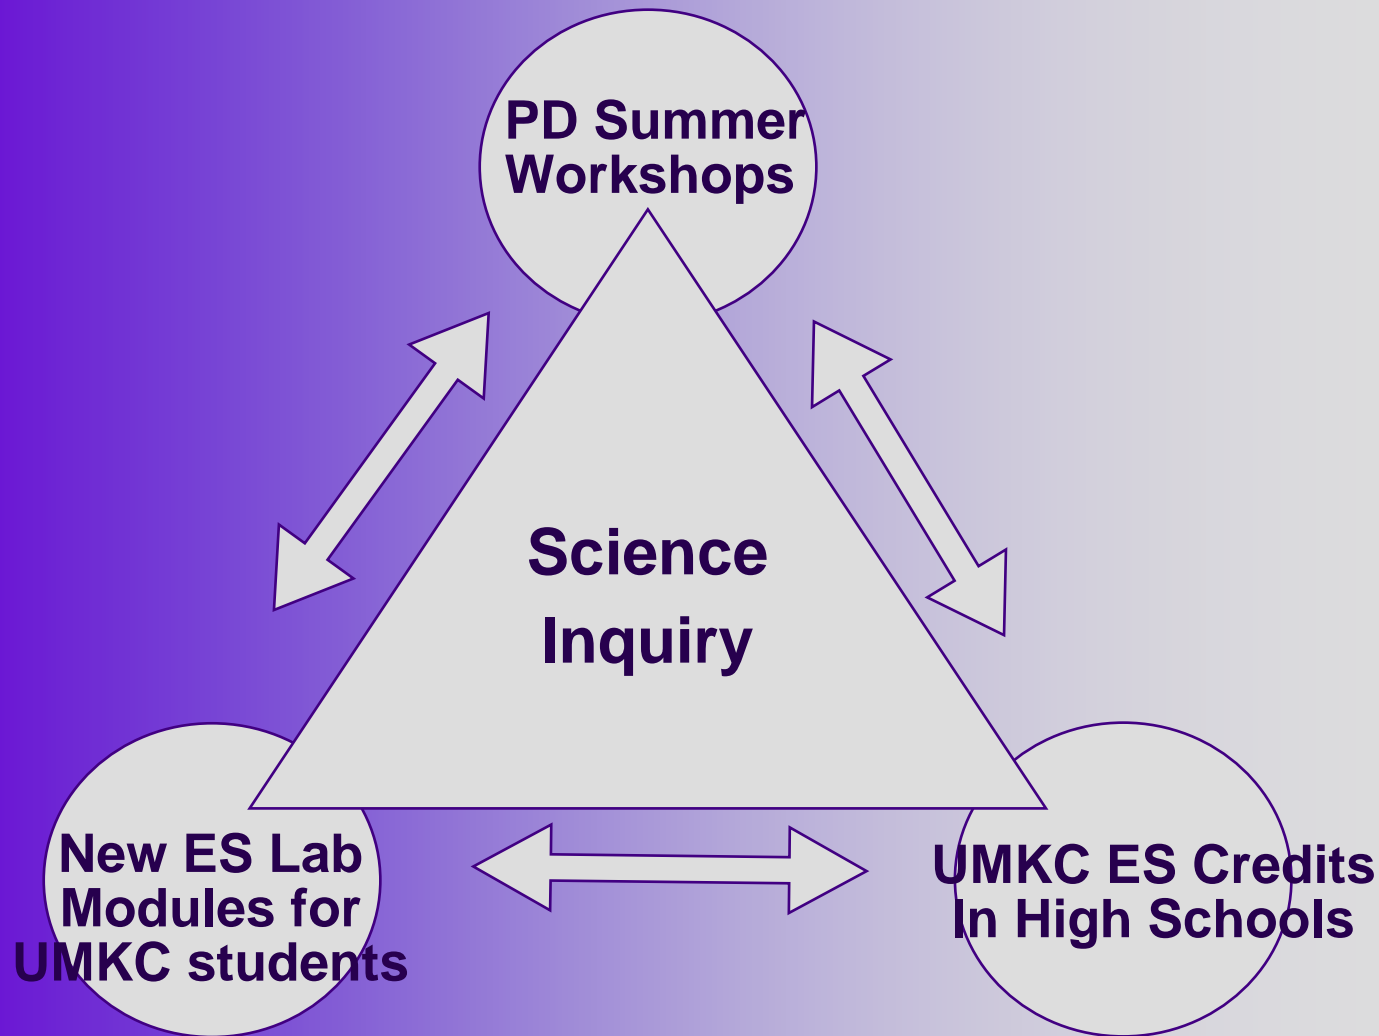 PD Summer
Workshops
Science
Inquiry
New ES Lab
Modules for
UMKC students
UMKC ES Credits
In High Schools